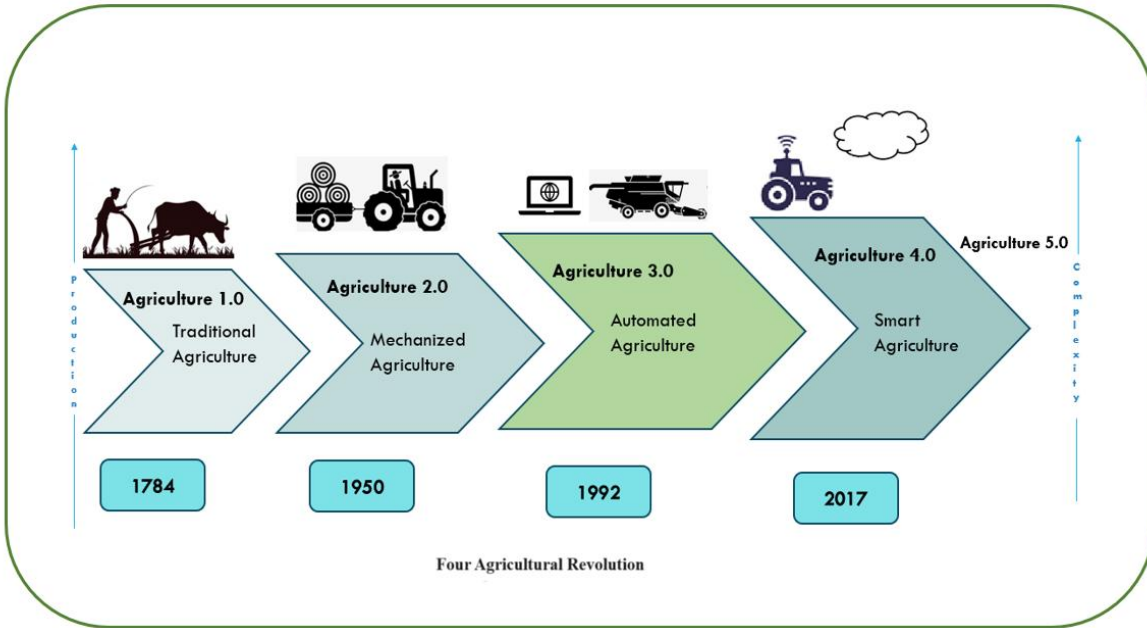 Production
Agriculture 1.0
Traditional
Agriculture
1784
Agriculture 2.0
Mechanized
Agriculture
1950
Agriculture 3.0
Automated
Agriculture
1992
Agriculture 4.0
Smart
Agriculture
2017
Agriculture 5.0
Complexity
Four Agricultural Revolution